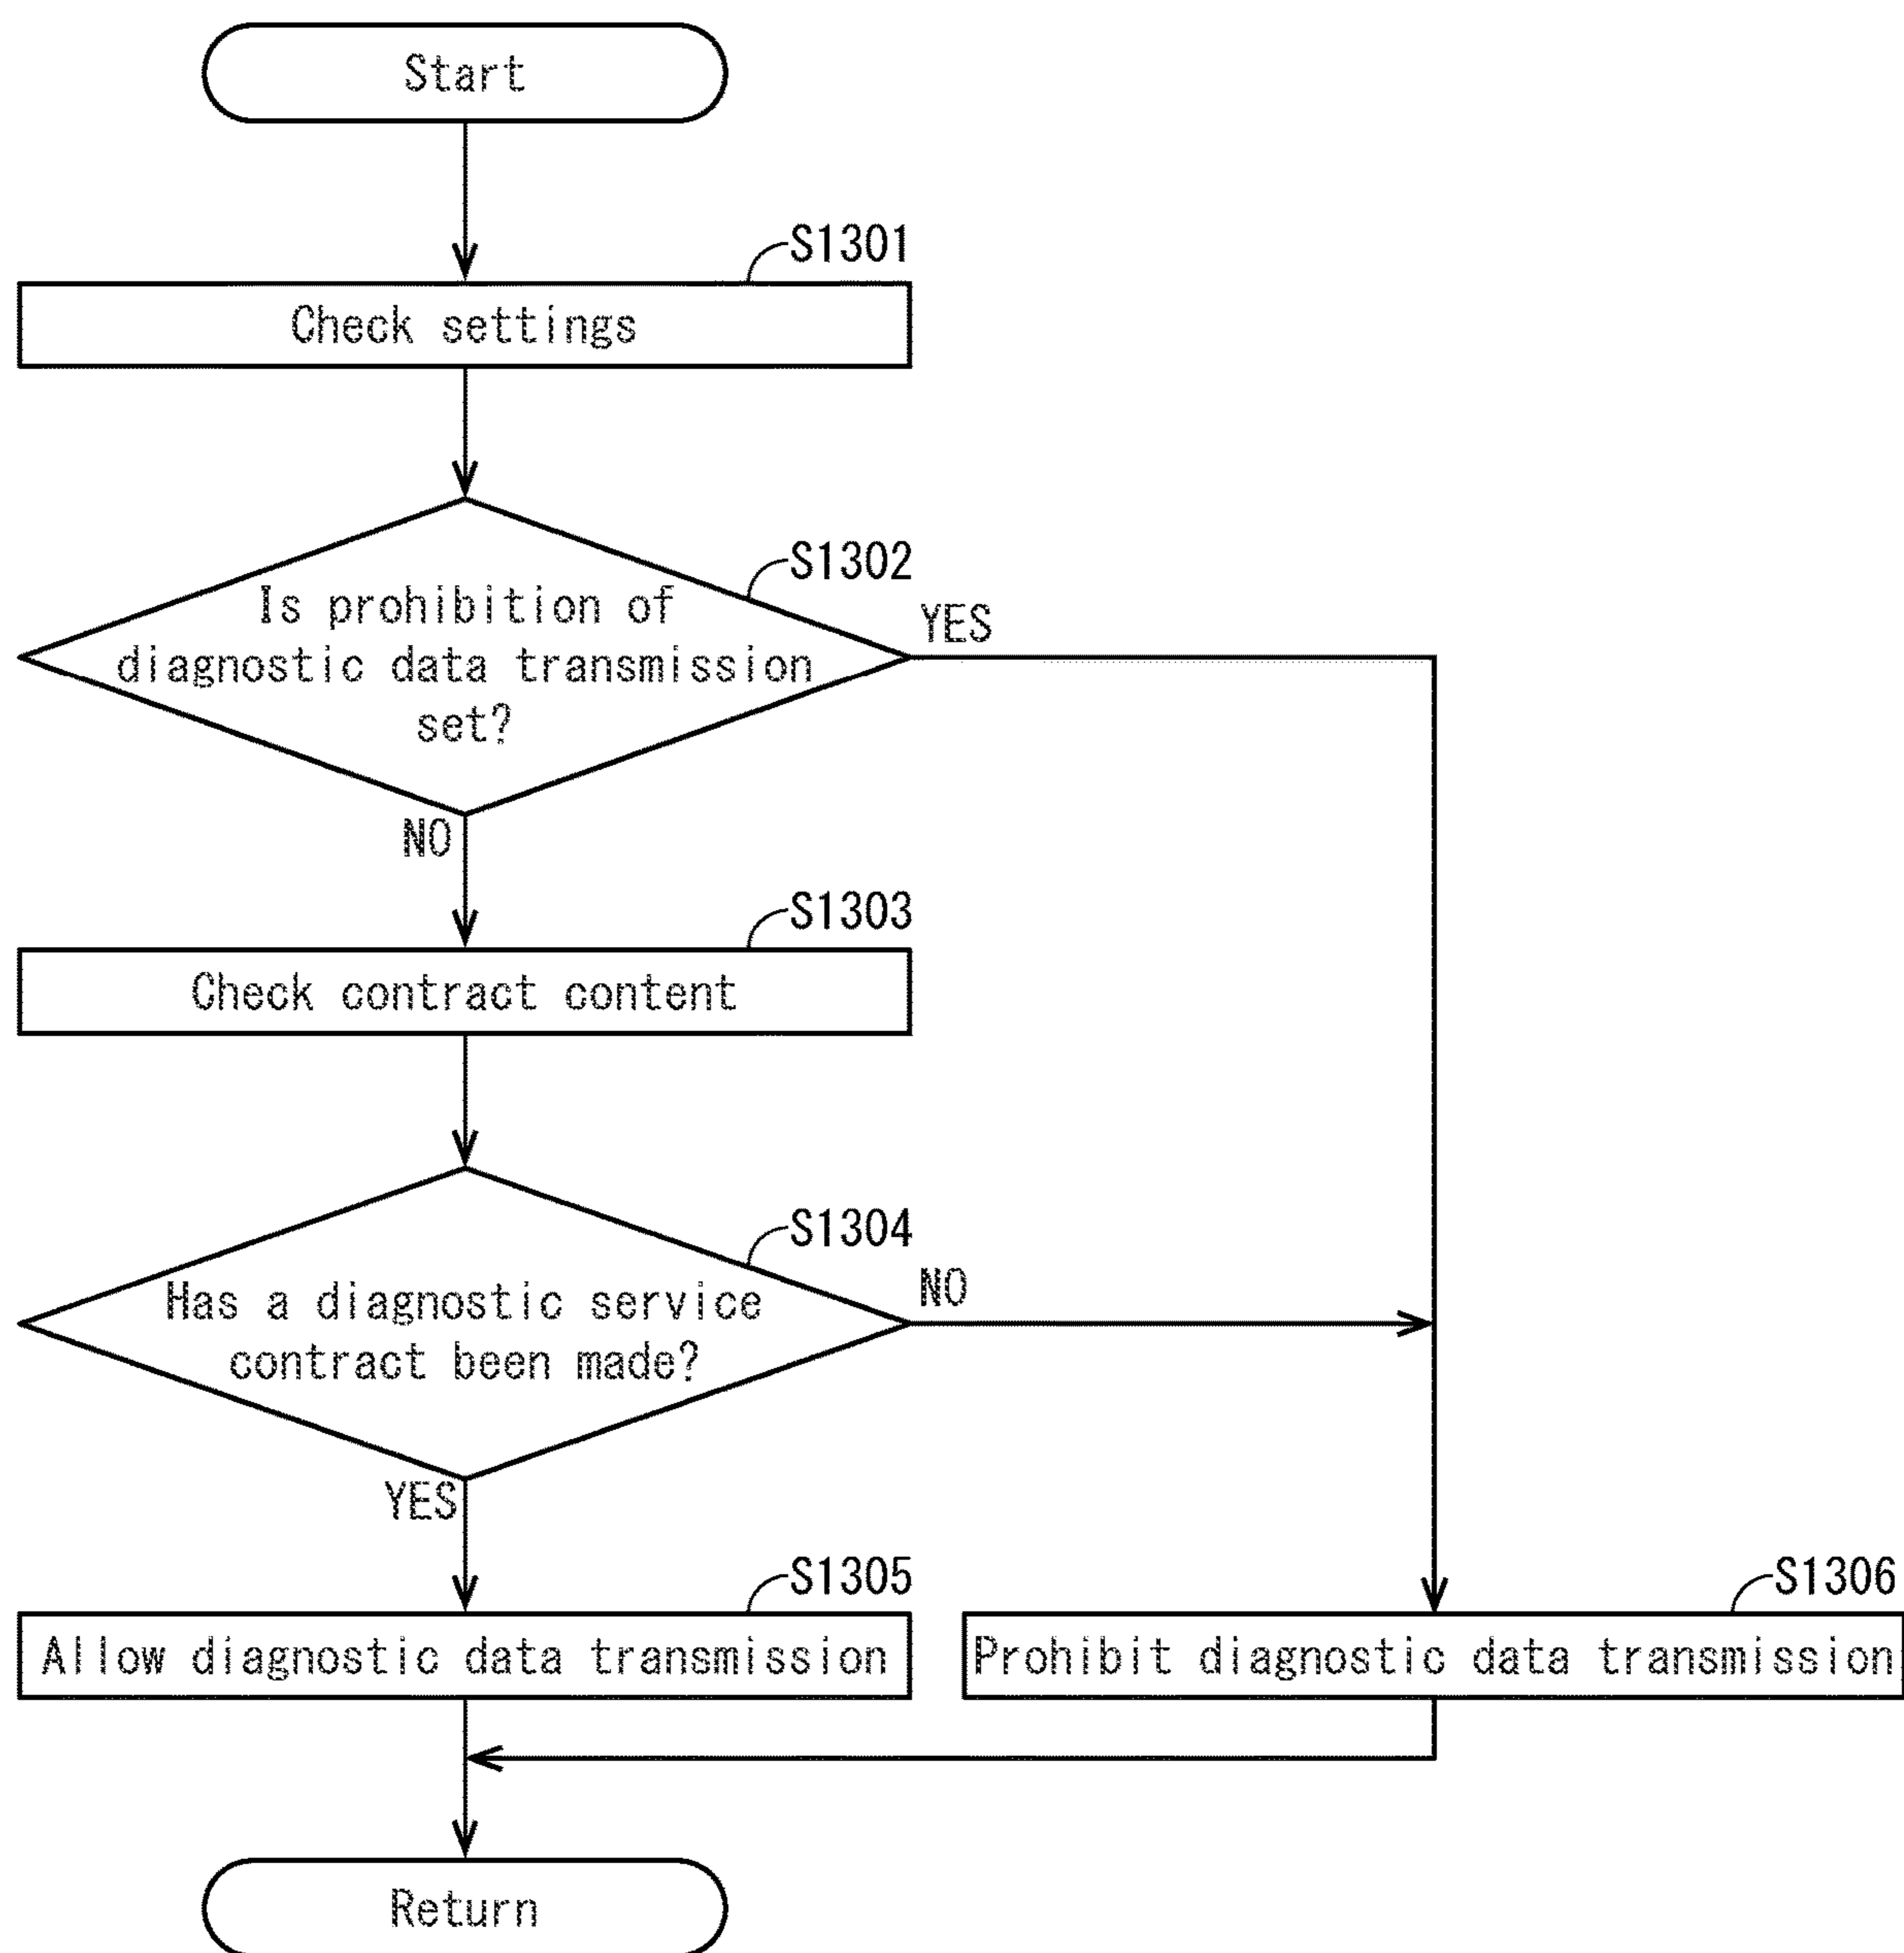 Start
S1301
Check settings
S1302
Is prohibition of
diagnostic data transmission
set?
YES
NO
S1303
Check contract content
S1304
Has a diagnostic service
contract been made?
NO
YES
S1305
Allow diagnostic data transmission
S1306
Prohibit diagnostic data transmission
Return